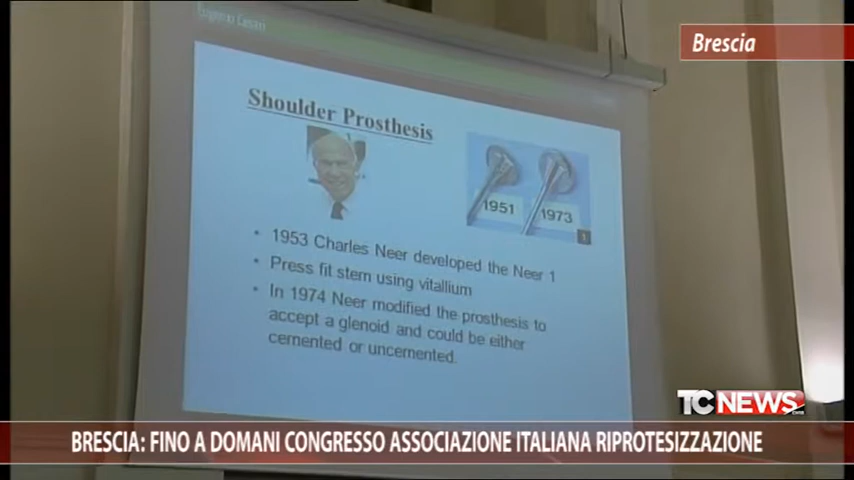 Brescia
Shoulder Prosthesis
1951
1973
1
• 1953 Charles Neer developed the Neer 1
• Press fit stem using vitallium
• In 1974 Neer modified the prosthesis to
accept a glenoid and could be either
cemented or uncemented.
TC NEWS
BRESCIA: FINO A DOMANI CONGRESSO ASSOCIAZIONE ITALIANA RIPROTESIZZAZIONE